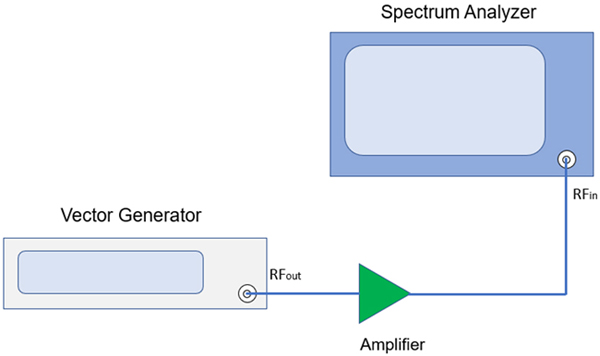 Spectrum Analyzer
RFin
Vector Generator
RFout
Amplifier